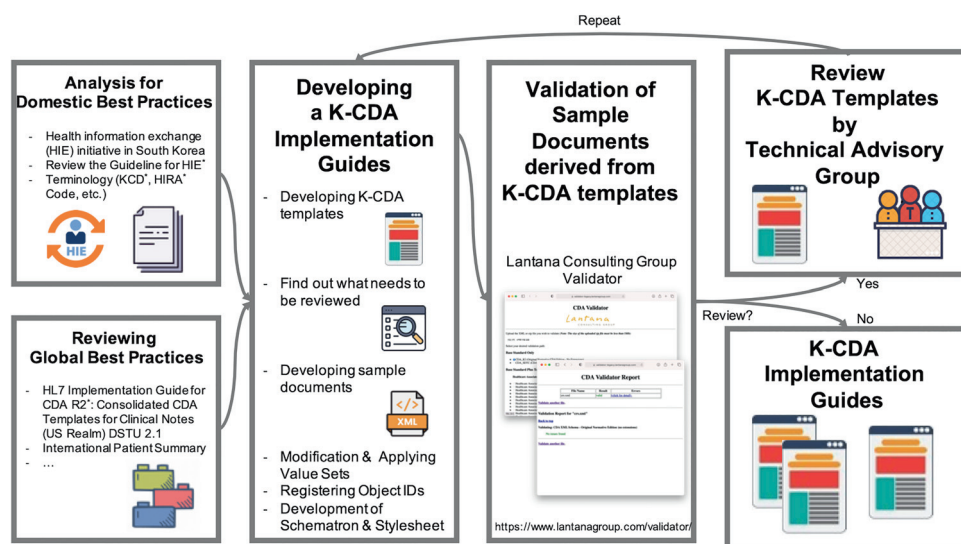 Repeat
Analysis for
Domestic Best Practices
- Health information exchange
(HIE) initiative in South Korea
- Review the Guideline for HIE*
- Terminology (KCD*, HIRA*
Code, etc.)
HIE
Reviewing
Global Best Practices
- HL7 Implementation Guide for
CDA R2*: Consolidated CDA
Templates for Clinical Notes
(US Realm) DSTU 2.1
- International Patient Summary
- ...
Developing
a K-CDA
Implementation
Guides
- Developing K-CDA
templates
- Find out what needs to
be reviewed
- Developing sample
documents
XML
- Modification & Applying
Value Sets
- Registering Object IDs
- Development of
Schematron & Stylesheet
Validation of
Sample
Documents
derived from
K-CDA templates
Lantana Consulting Group
Validator
CDA Validator
Lantana
CONSULTING GROUP
CDA Validator Report
https://www.lantanagroup.com/validator/
Review
K-CDA Templates
by
Technical Advisory
Group
T
Yes
Review?
No
K-CDA
Implementation
Guides